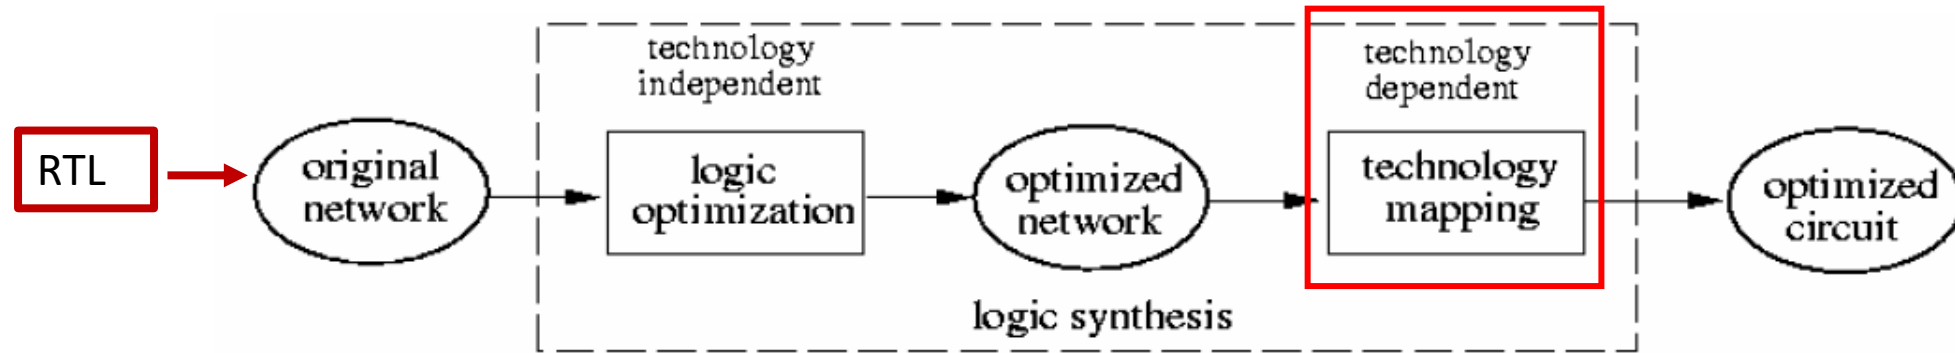 RTL
original
network
technology
independent
logic
optimization
optimized
network
technology
dependent
technology
mapping
optimized
circuit
logic synthesis